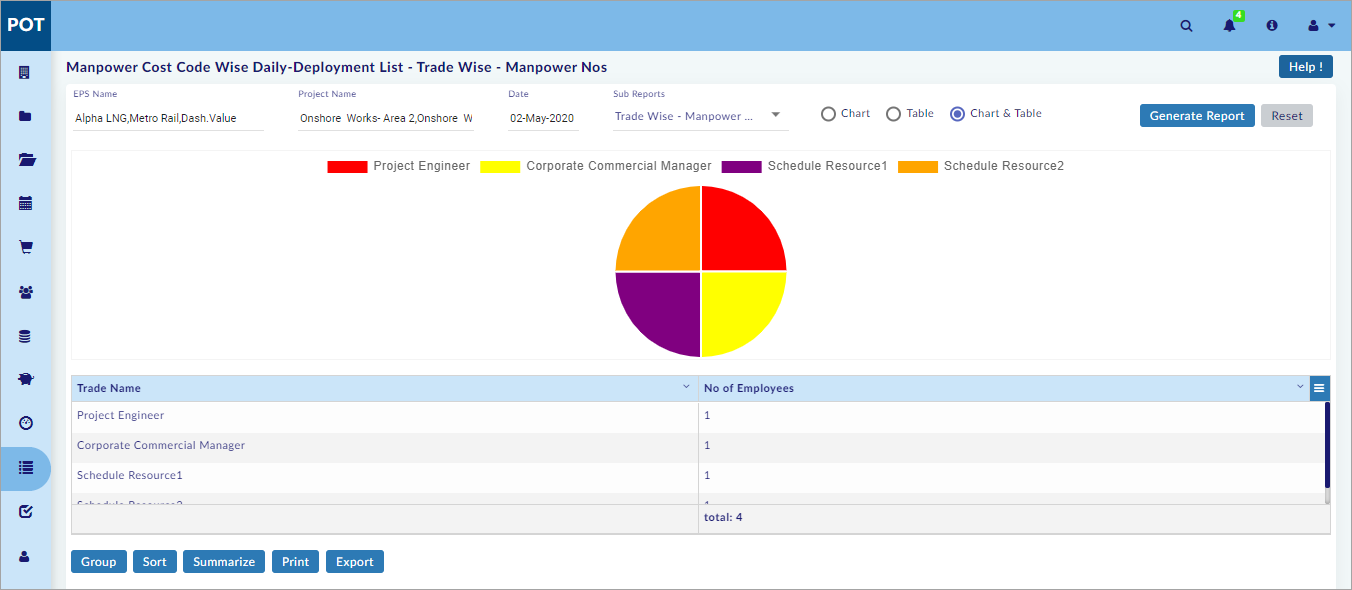 POT
4
Manpower Cost Code Wise Daily-Deployment List - Trade Wise - Manpower Nos
Help !
EPS Name
Project Name
Date
Sub Reports
Alpha LNG,Metro Rail,Dash.Value
Onshore Works- Area 2,Onshore W
02-May-2020
Trade Wise - Manpower ...
Chart
Table
Chart & Table
Generate Report
Reset
Project Engineer
Corporate Commercial Manager
Schedule Resource1
Schedule Resource2
Trade Name
No of Employees
Project Engineer
1
Corporate Commercial Manager
1
Schedule Resource1
1
Schedule Resource2
1
total: 4
Group
Sort
Summarize
Print
Export